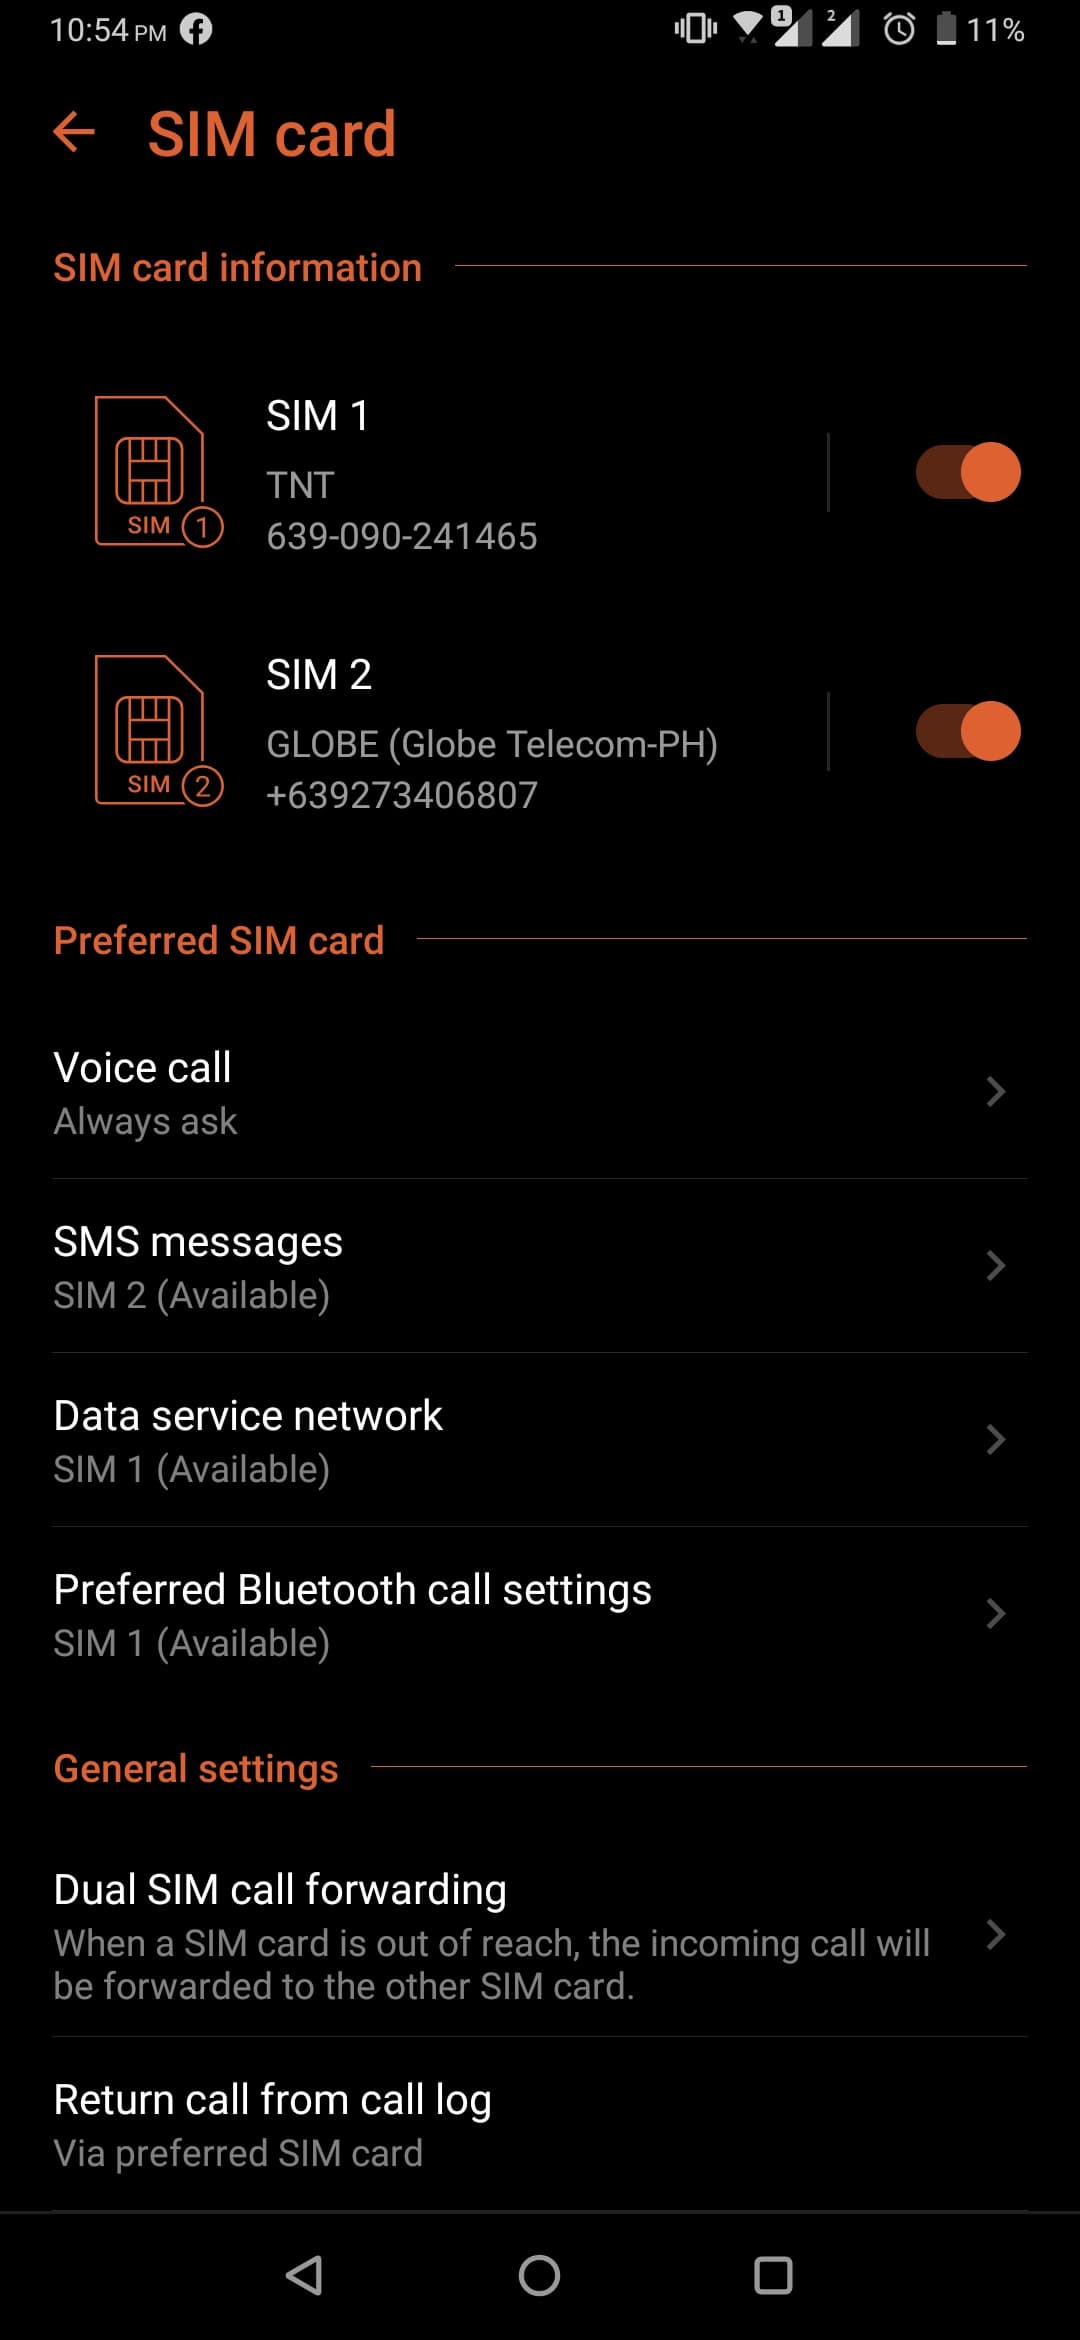 10:54 PM
1 2 11%
SIM card
SIM card information
SIM 1
TNT
639-090-241465
SIM 1
SIM 2
GLOBE (Globe Telecom-PH)
+639273406807
SIM 2
Preferred SIM card
Voice call
Always ask
SMS messages
SIM 2 (Available)
Data service network
SIM 1 (Available)
Preferred Bluetooth call settings
SIM 1 (Available)
General settings
Dual SIM call forwarding
When a SIM card is out of reach, the incoming call will
be forwarded to the other SIM card.
Return call from call log
Via preferred SIM card